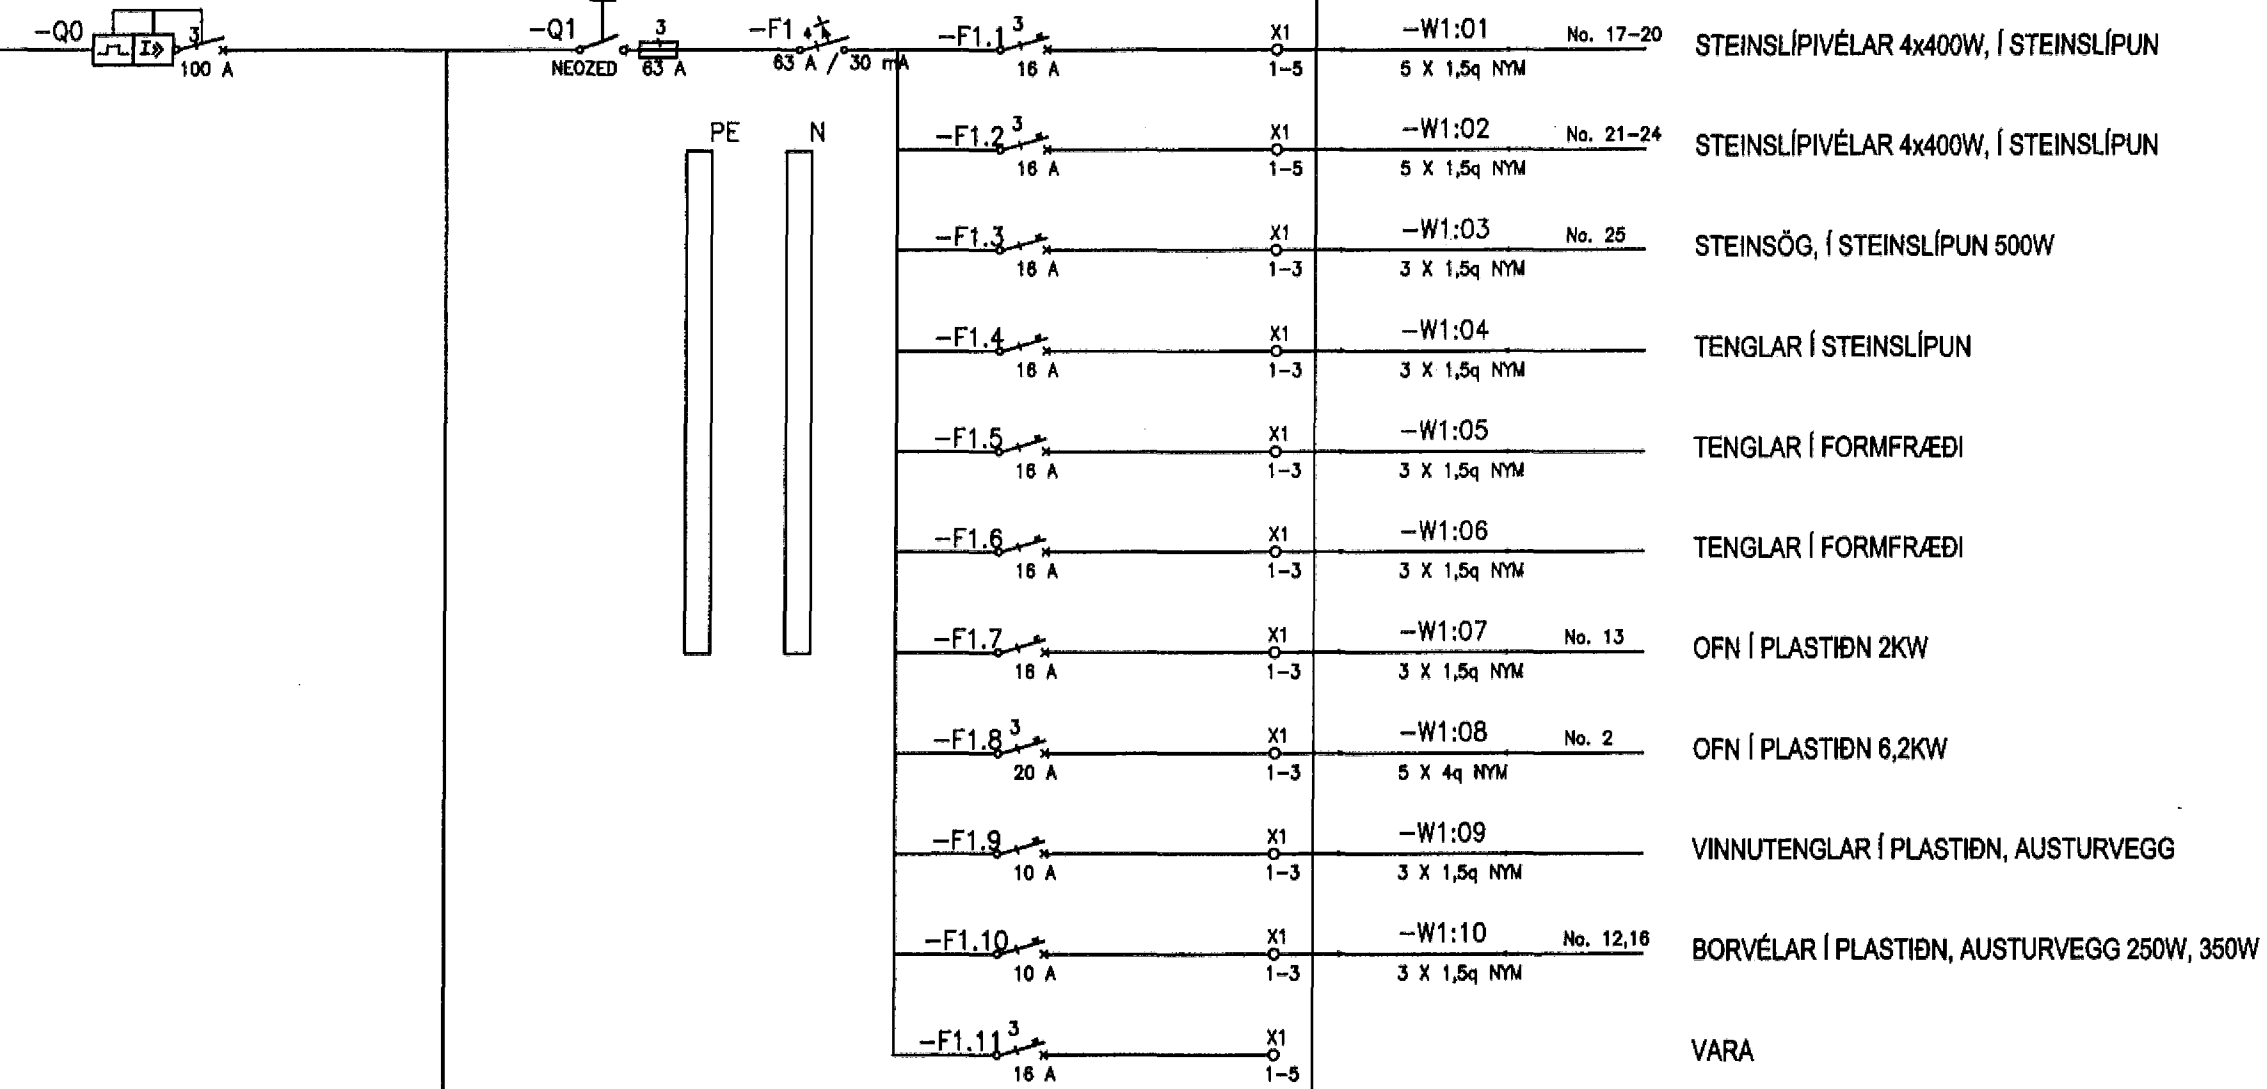 -Q0 I» 3 100 A
-Q1 NEOZED 3 63 A
-F1 4 63 A / 30 mA
PE N
-F1.1 3 16 A X1 1-5 -W1:01 5 X 1,5q NYM No. 17-20 STEINSLÍPIVÉLAR 4x400W, Í STEINSLÍPUN
-F1.2 3 16 A X1 1-5 -W1:02 5 X 1,5q NYM No. 21-24 STEINSLÍPIVÉLAR 4x400W, Í STEINSLÍPUN
-F1.3 16 A X1 1-3 -W1:03 3 X 1,5q NYM No. 25 STEINSÖG, Í STEINSLÍPUN 500W
-F1.4 16 A X1 1-3 -W1:04 3 X 1,5q NYM TENGLAR Í STEINSLÍPUN
-F1.5 16 A X1 1-3 -W1:05 3 X 1,5q NYM TENGLAR Í FORMFRÆÐI
-F1.6 16 A X1 1-3 -W1:06 3 X 1,5q NYM TENGLAR Í FORMFRÆÐI
-F1.7 16 A X1 1-3 -W1:07 3 X 1,5q NYM No. 13 OFN Í PLASTIÐN 2KW
-F1.8 3 20 A X1 1-3 -W1:08 5 X 4q NYM No. 2 OFN Í PLASTIÐN 6,2KW
-F1.9 10 A X1 1-3 -W1:09 3 X 1,5q NYM VINNUTENGLAR Í PLASTIÐN, AUSTURVEGG
-F1.10 10 A X1 1-3 -W1:10 3 X 1,5q NYM No. 12,16 BORVÉLAR Í PLASTIÐN, AUSTURVEGG 250W, 350W
-F1.11 3 16 A X1 1-5 VARA